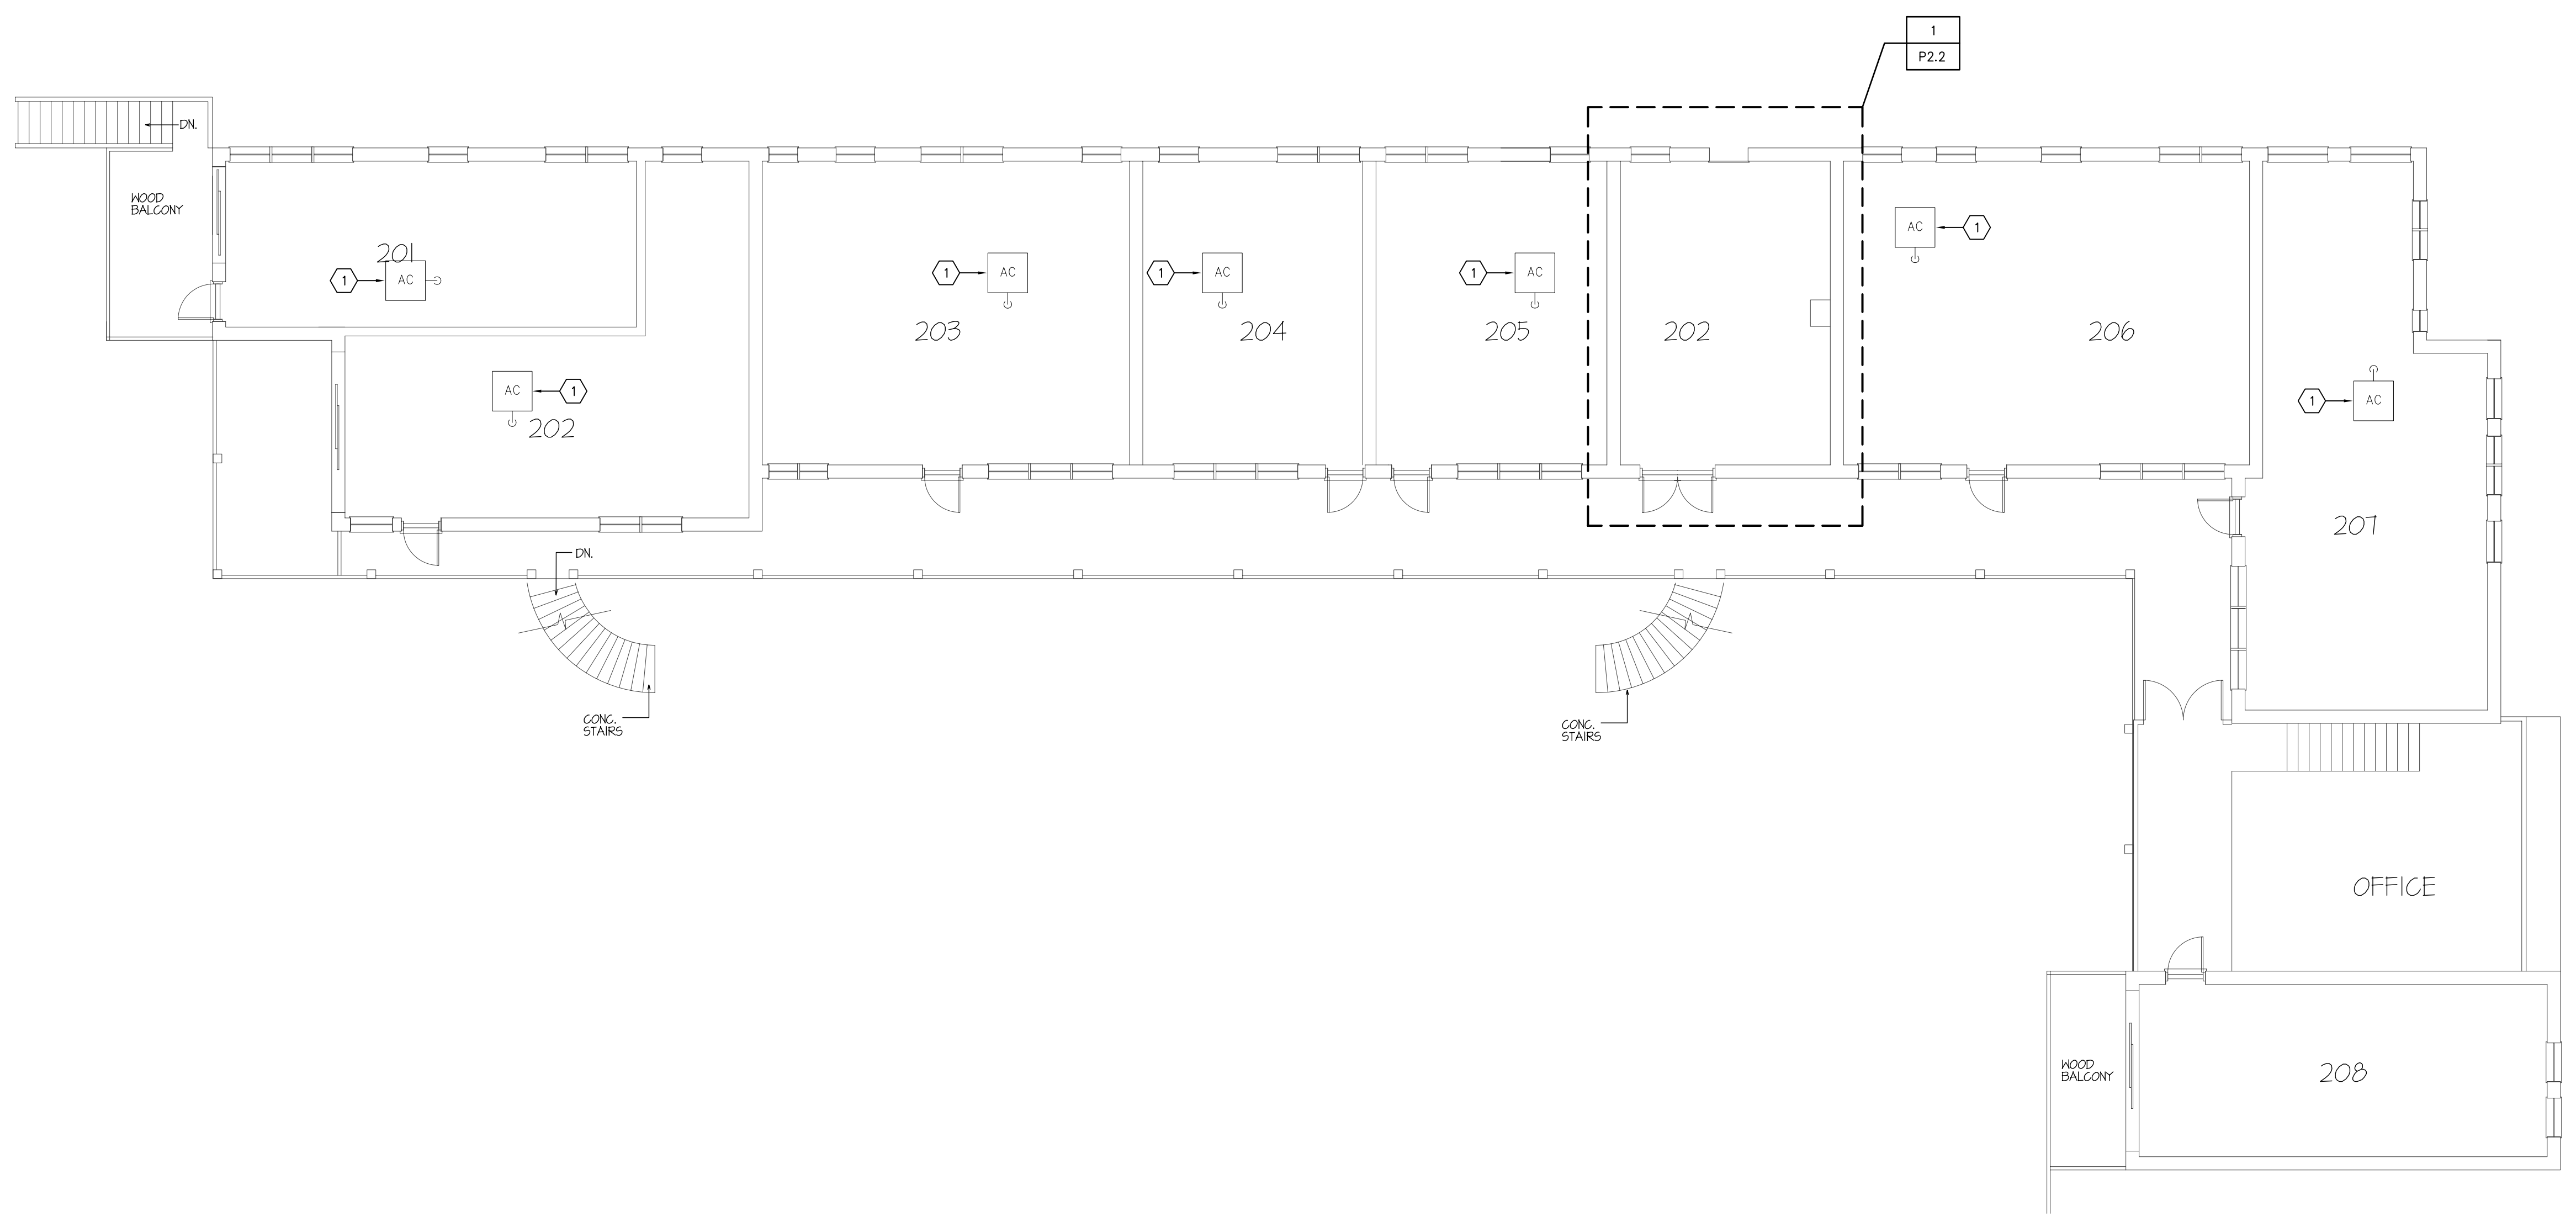 1
P2.2
DN.
WOOD
BALCONY
201
1
AC
AC
1
202
1
AC
203
1
AC
204
1
AC
205
202
AC
1
206
1
AC
207
DN.
CONC.
STAIRS
CONC.
STAIRS
OFFICE
WOOD
BALCONY
208